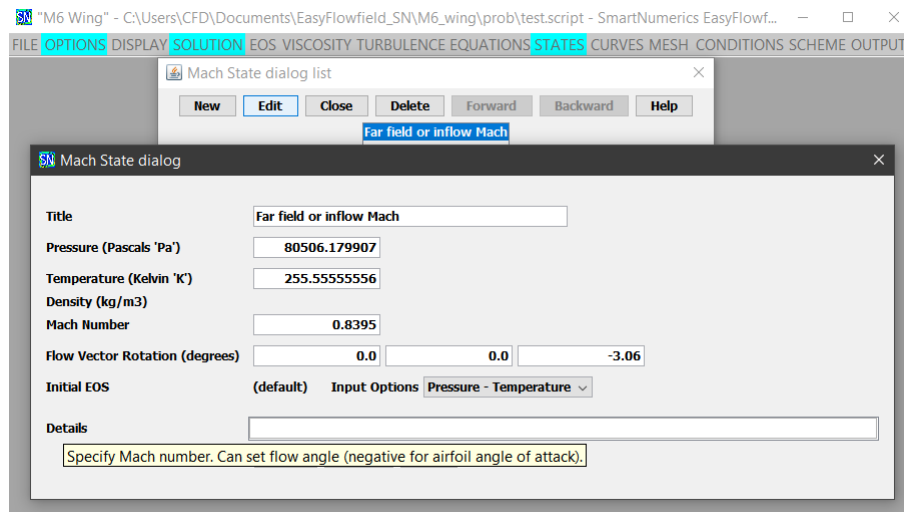 SN "M6 Wing" - C:\Users\CFD\Documents\EasyFlowfield_SN\M6_wing\prob\test.script - SmartNumerics EasyFlowf...
FILE OPTIONS DISPLAY SOLUTION EOS VISCOSITY TURBULENCE EQUATIONS STATES CURVES MESH CONDITIONS SCHEME OUTPUT
Mach State dialog list
New Edit Close Delete Forward Backward Help
Far field or inflow Mach
SN Mach State dialog
Title Far field or inflow Mach
Pressure (Pascals 'Pa') 80506.179907
Temperature (Kelvin 'K') 255.55555556
Density (kg/m3)
Mach Number 0.8395
Flow Vector Rotation (degrees) 0.0 0.0 -3.06
Initial EOS (default) Input Options Pressure - Temperature
Details
Specify Mach number. Can set flow angle (negative for airfoil angle of attack).